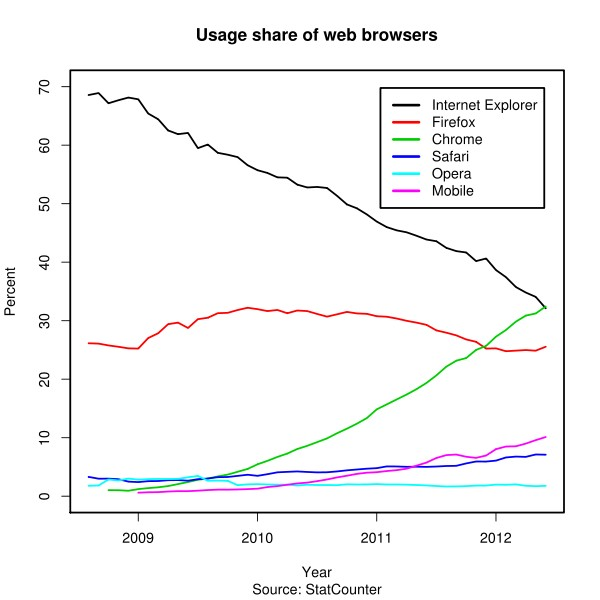 Usage share of web browsers
Percent
70
60
50
40
30
20
10
0
Internet Explorer
Firefox
Chrome
Safari
Opera
Mobile
2009 2010 2011 2012
Year
Source: StatCounter